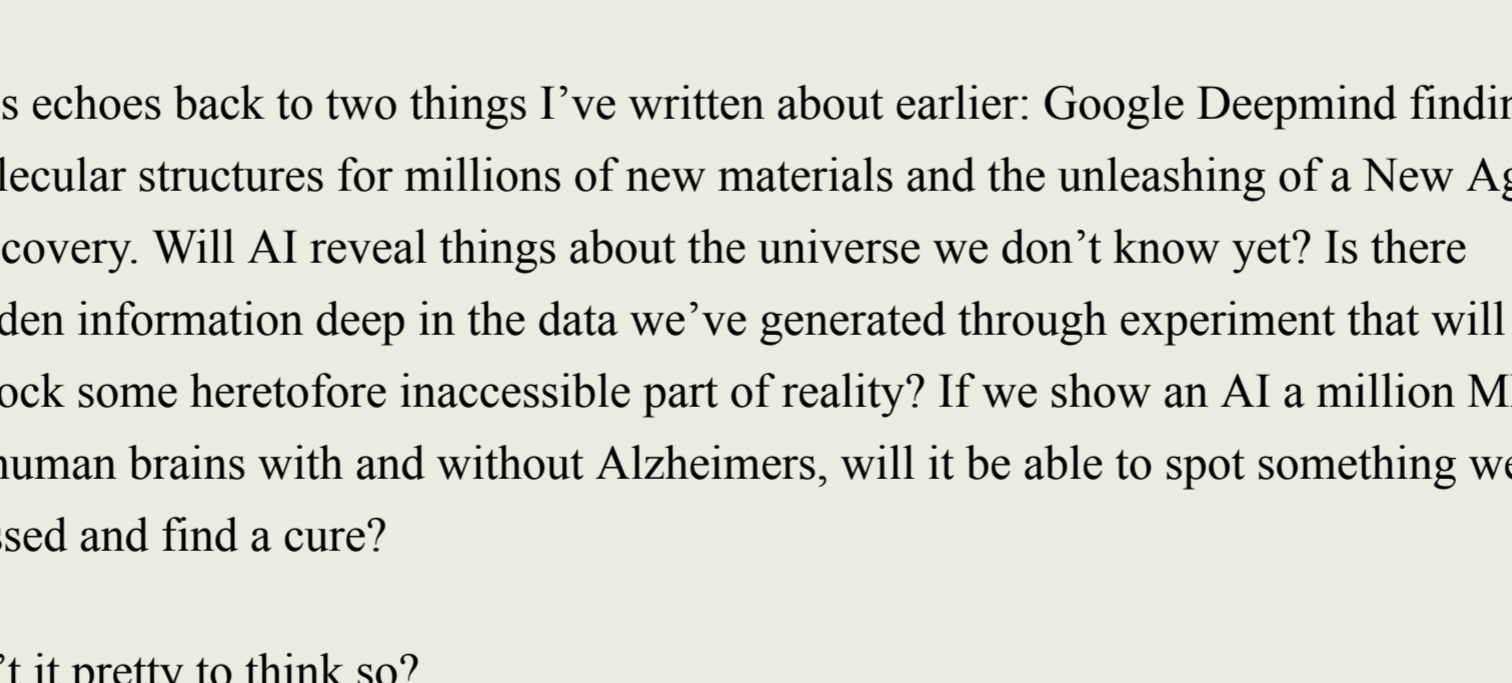 s echoes back to two things I’ve written about earlier: Google Deepmind findin
lecular structures for millions of new materials and the unleashing of a New Ag
covery. Will AI reveal things about the universe we don’t know yet? Is there
den information deep in the data we’ve generated through experiment that will
ock some heretofore inaccessible part of reality? If we show an AI a million M
human brains with and without Alzheimers, will it be able to spot something we
ssed and find a cure?
’t it pretty to think so?